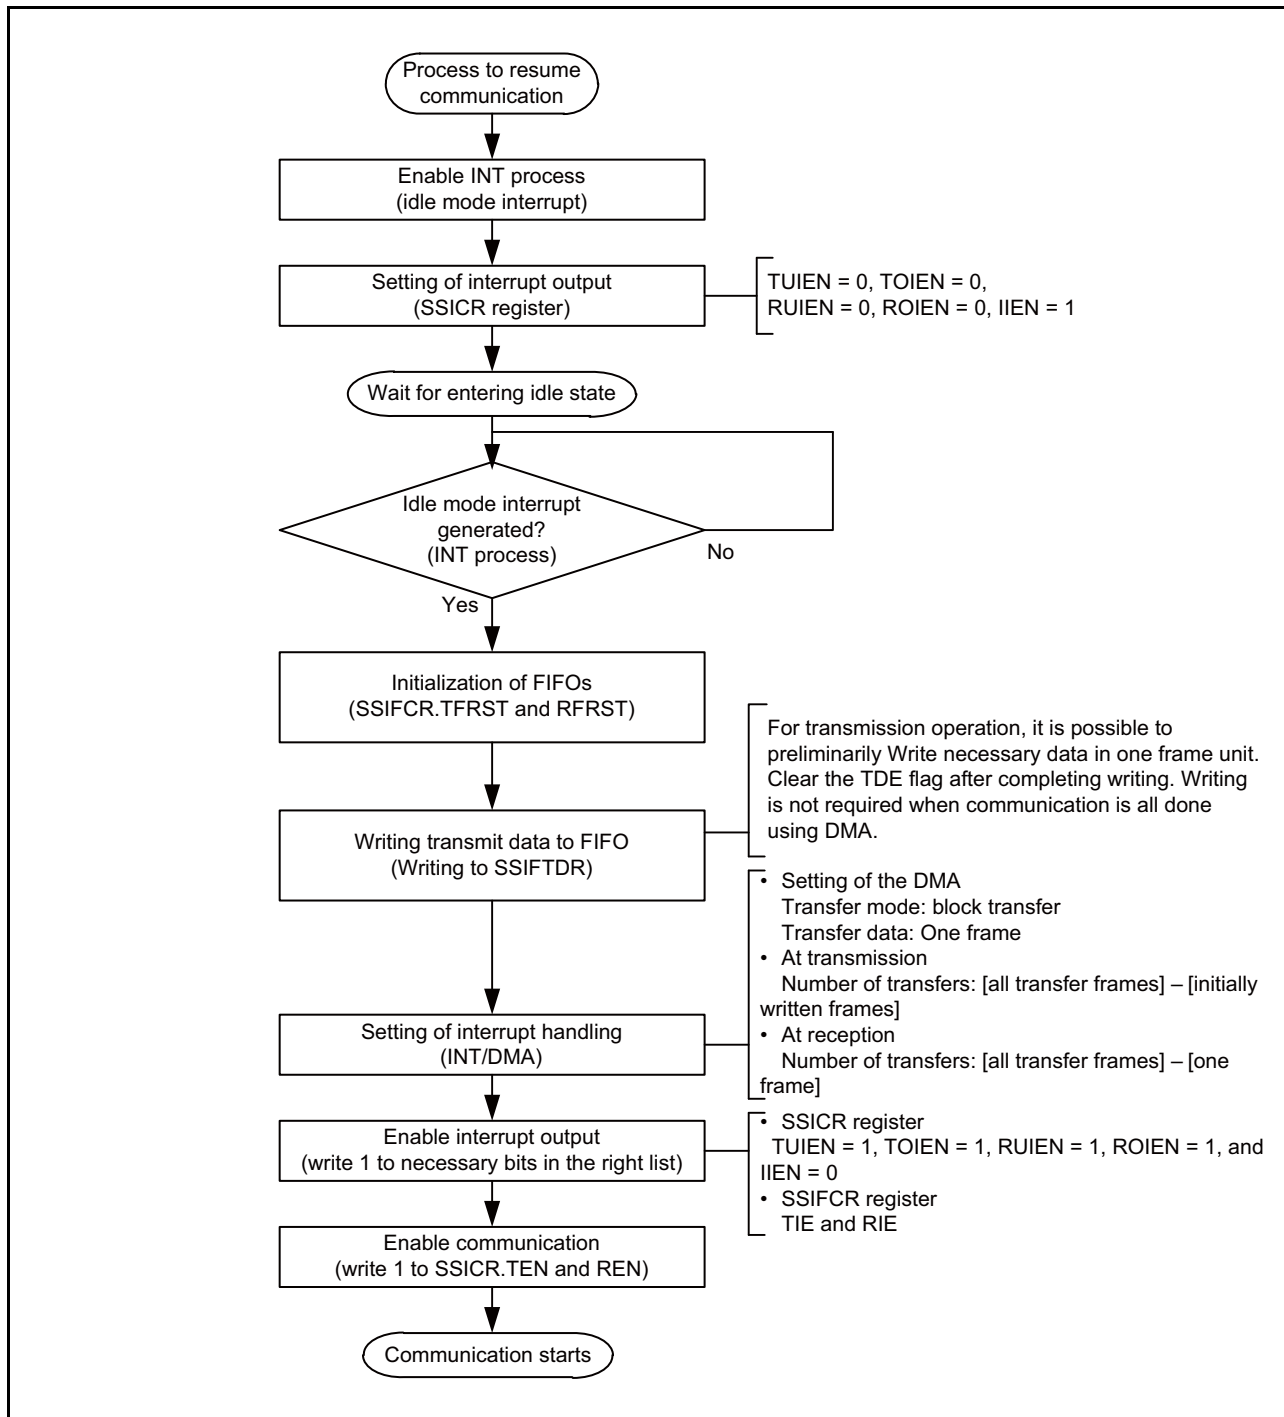 Process to resume
communication
Enable INT process
(idle mode interrupt)
Setting of interrupt output
(SSICR register)
TUIEN = 0, TOIEN = 0,
RUIEN = 0, ROIEN = 0, IIEN = 1
Wait for entering idle state
Idle mode interrupt
generated?
(INT process)
No
Yes
Initialization of FIFOs
(SSIFCR.TFRST and RFRST)
For transmission operation, it is possible to
preliminarily Write necessary data in one frame unit.
Clear the TDE flag after completing writing. Writing
is not required when communication is all done
using DMA.
Writing transmit data to FIFO
(Writing to SSIFTDR)
• Setting of the DMA
Transfer mode: block transfer
Transfer data: One frame
• At transmission
Number of transfers: [all transfer frames] – [initially
written frames]
• At reception
Number of transfers: [all transfer frames] – [one
frame]
Setting of interrupt handling
(INT/DMA)
Enable interrupt output
(write 1 to necessary bits in the right list)
• SSICR register
TUIEN = 1, TOIEN = 1, RUIEN = 1, ROIEN = 1, and
IIEN = 0
• SSIFCR register
TIE and RIE
Enable communication
(write 1 to SSICR.TEN and REN)
Communication starts